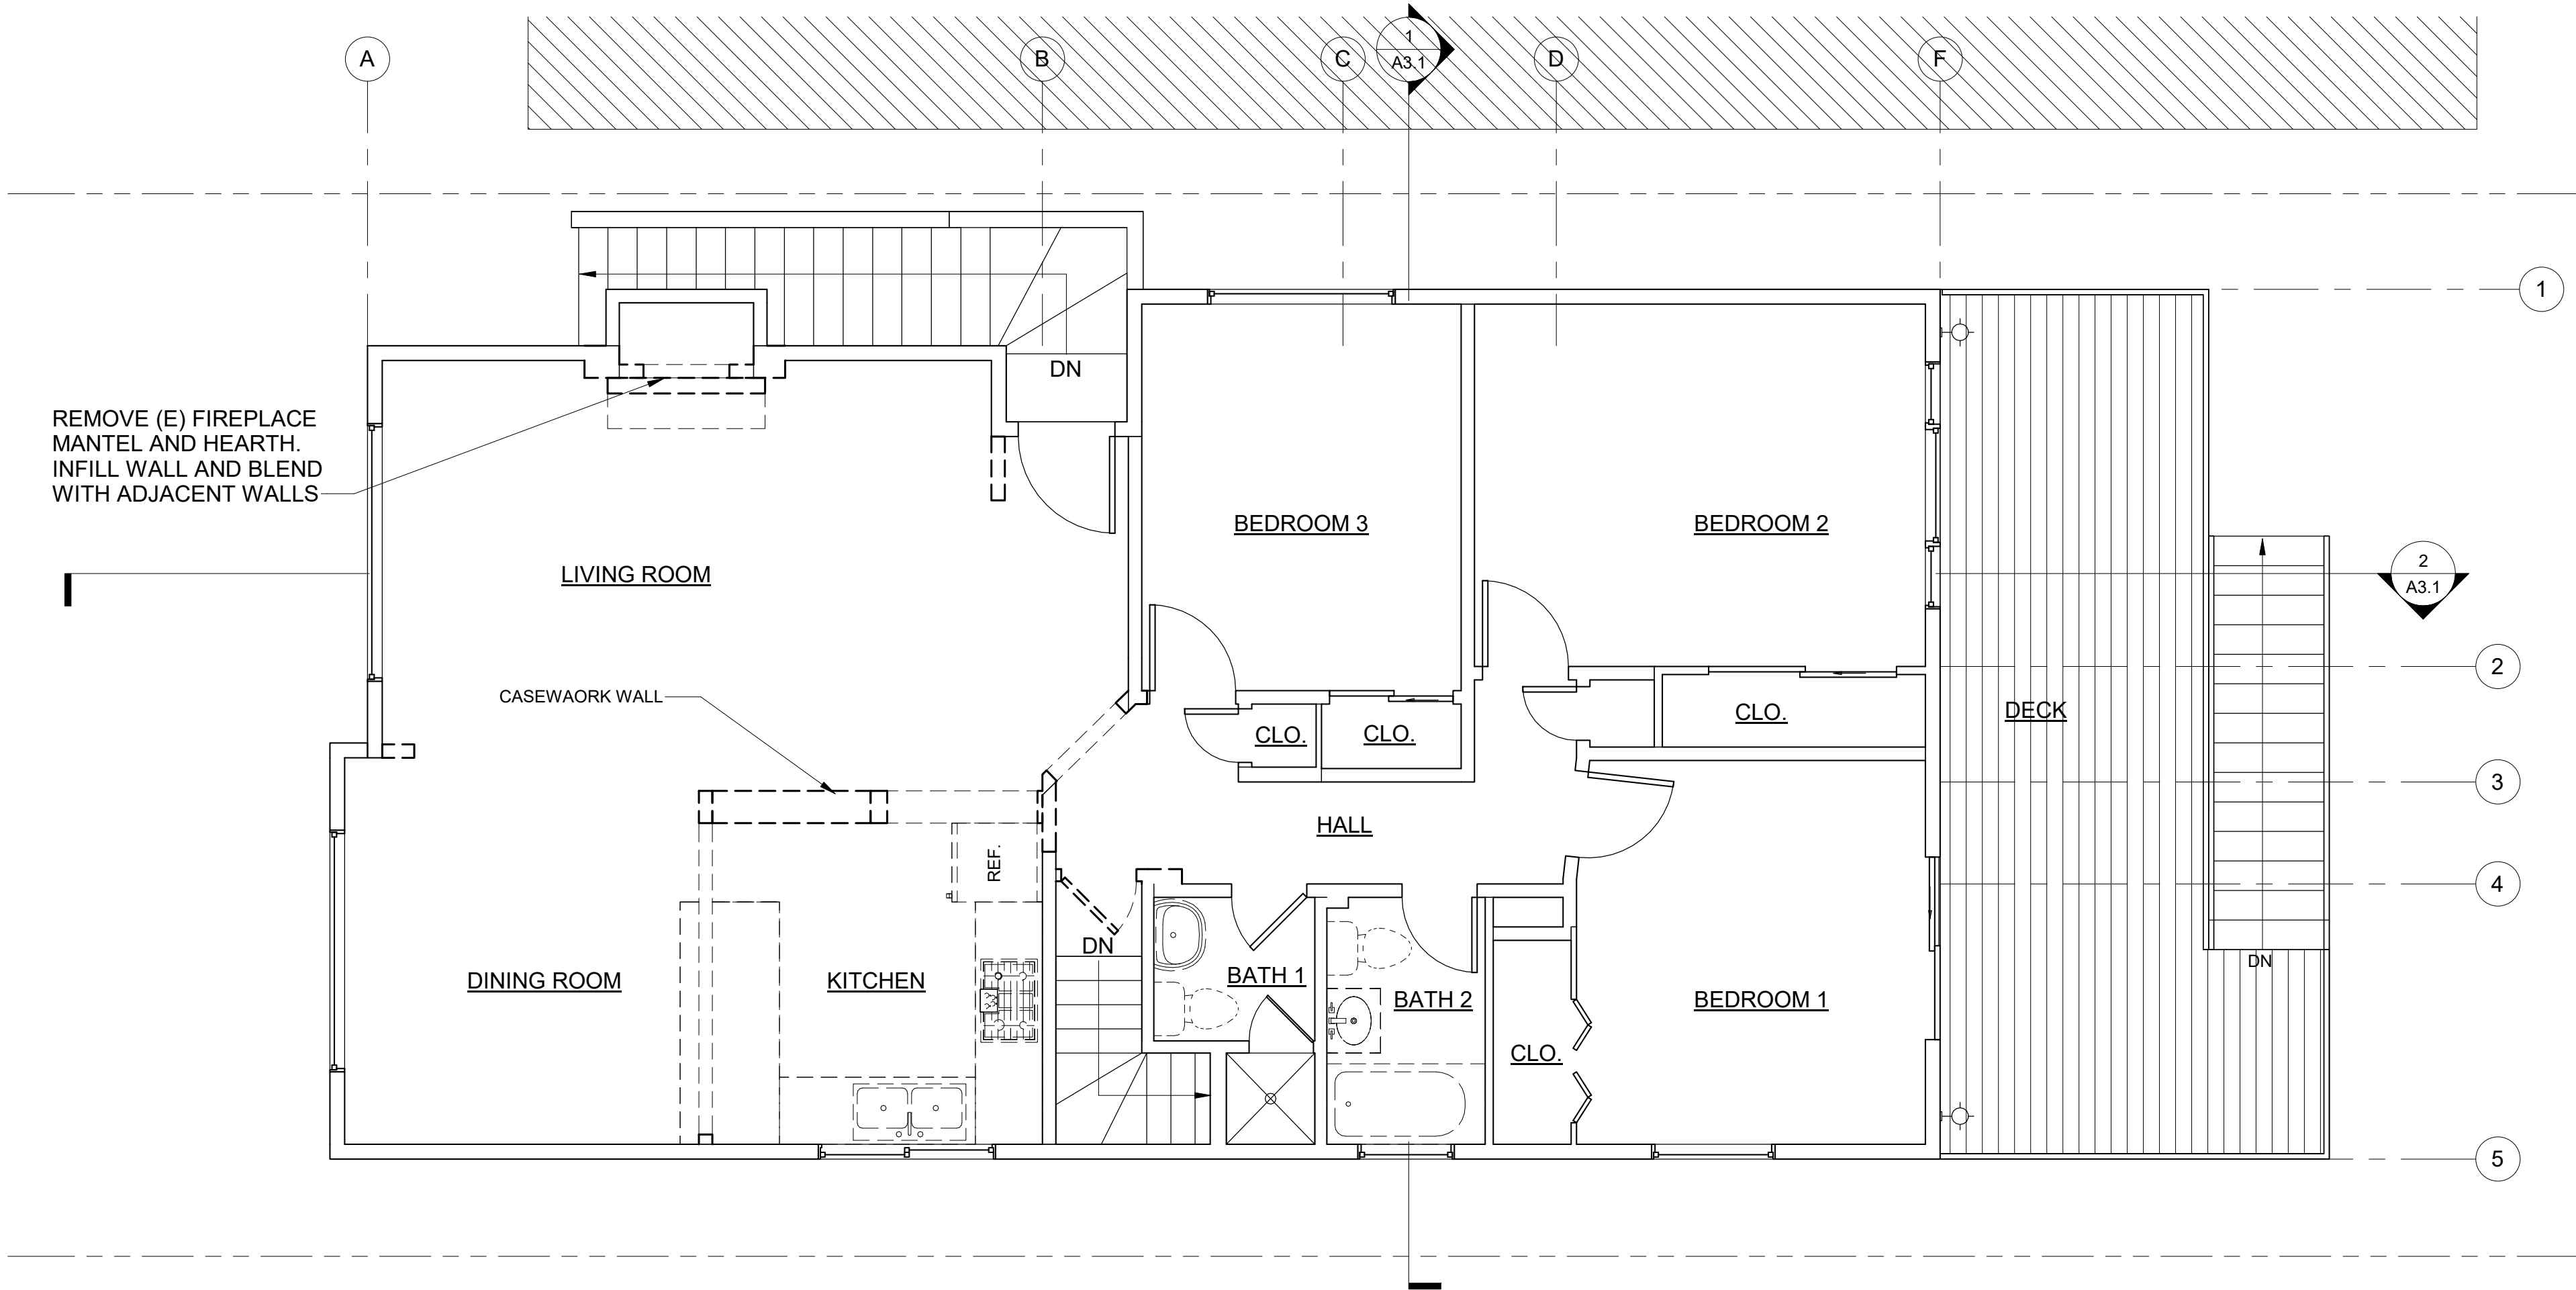 A
B
C
1
A3.1
D
F
1
DN
REMOVE (E) FIREPLACE
MANTEL AND HEARTH.
INFILL WALL AND BLEND
WITH ADJACENT WALLS
BEDROOM 3
BEDROOM 2
LIVING ROOM
2
A3.1
2
CASEWAORK WALL
CLO.
CLO.
CLO.
DECK
3
HALL
REF.
4
DN
DINING ROOM
KITCHEN
BATH 1
BATH 2
BEDROOM 1
DN
CLO.
5